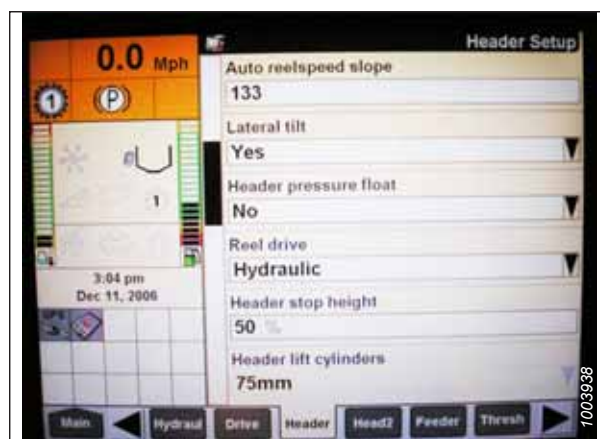 Header Setup
0.0 Mph
1
(P)
1
3:04 pm
Dec 11, 2006
GPS
Auto reelspeed slope
133
Lateral tilt
Yes
Header pressure float
No
Reel drive
Hydraulic
Header stop height
50 %
Header lift cylinders
75mm
Main
Hydraul
Drive
Header
Head2
Feeder
Thresh
1003938